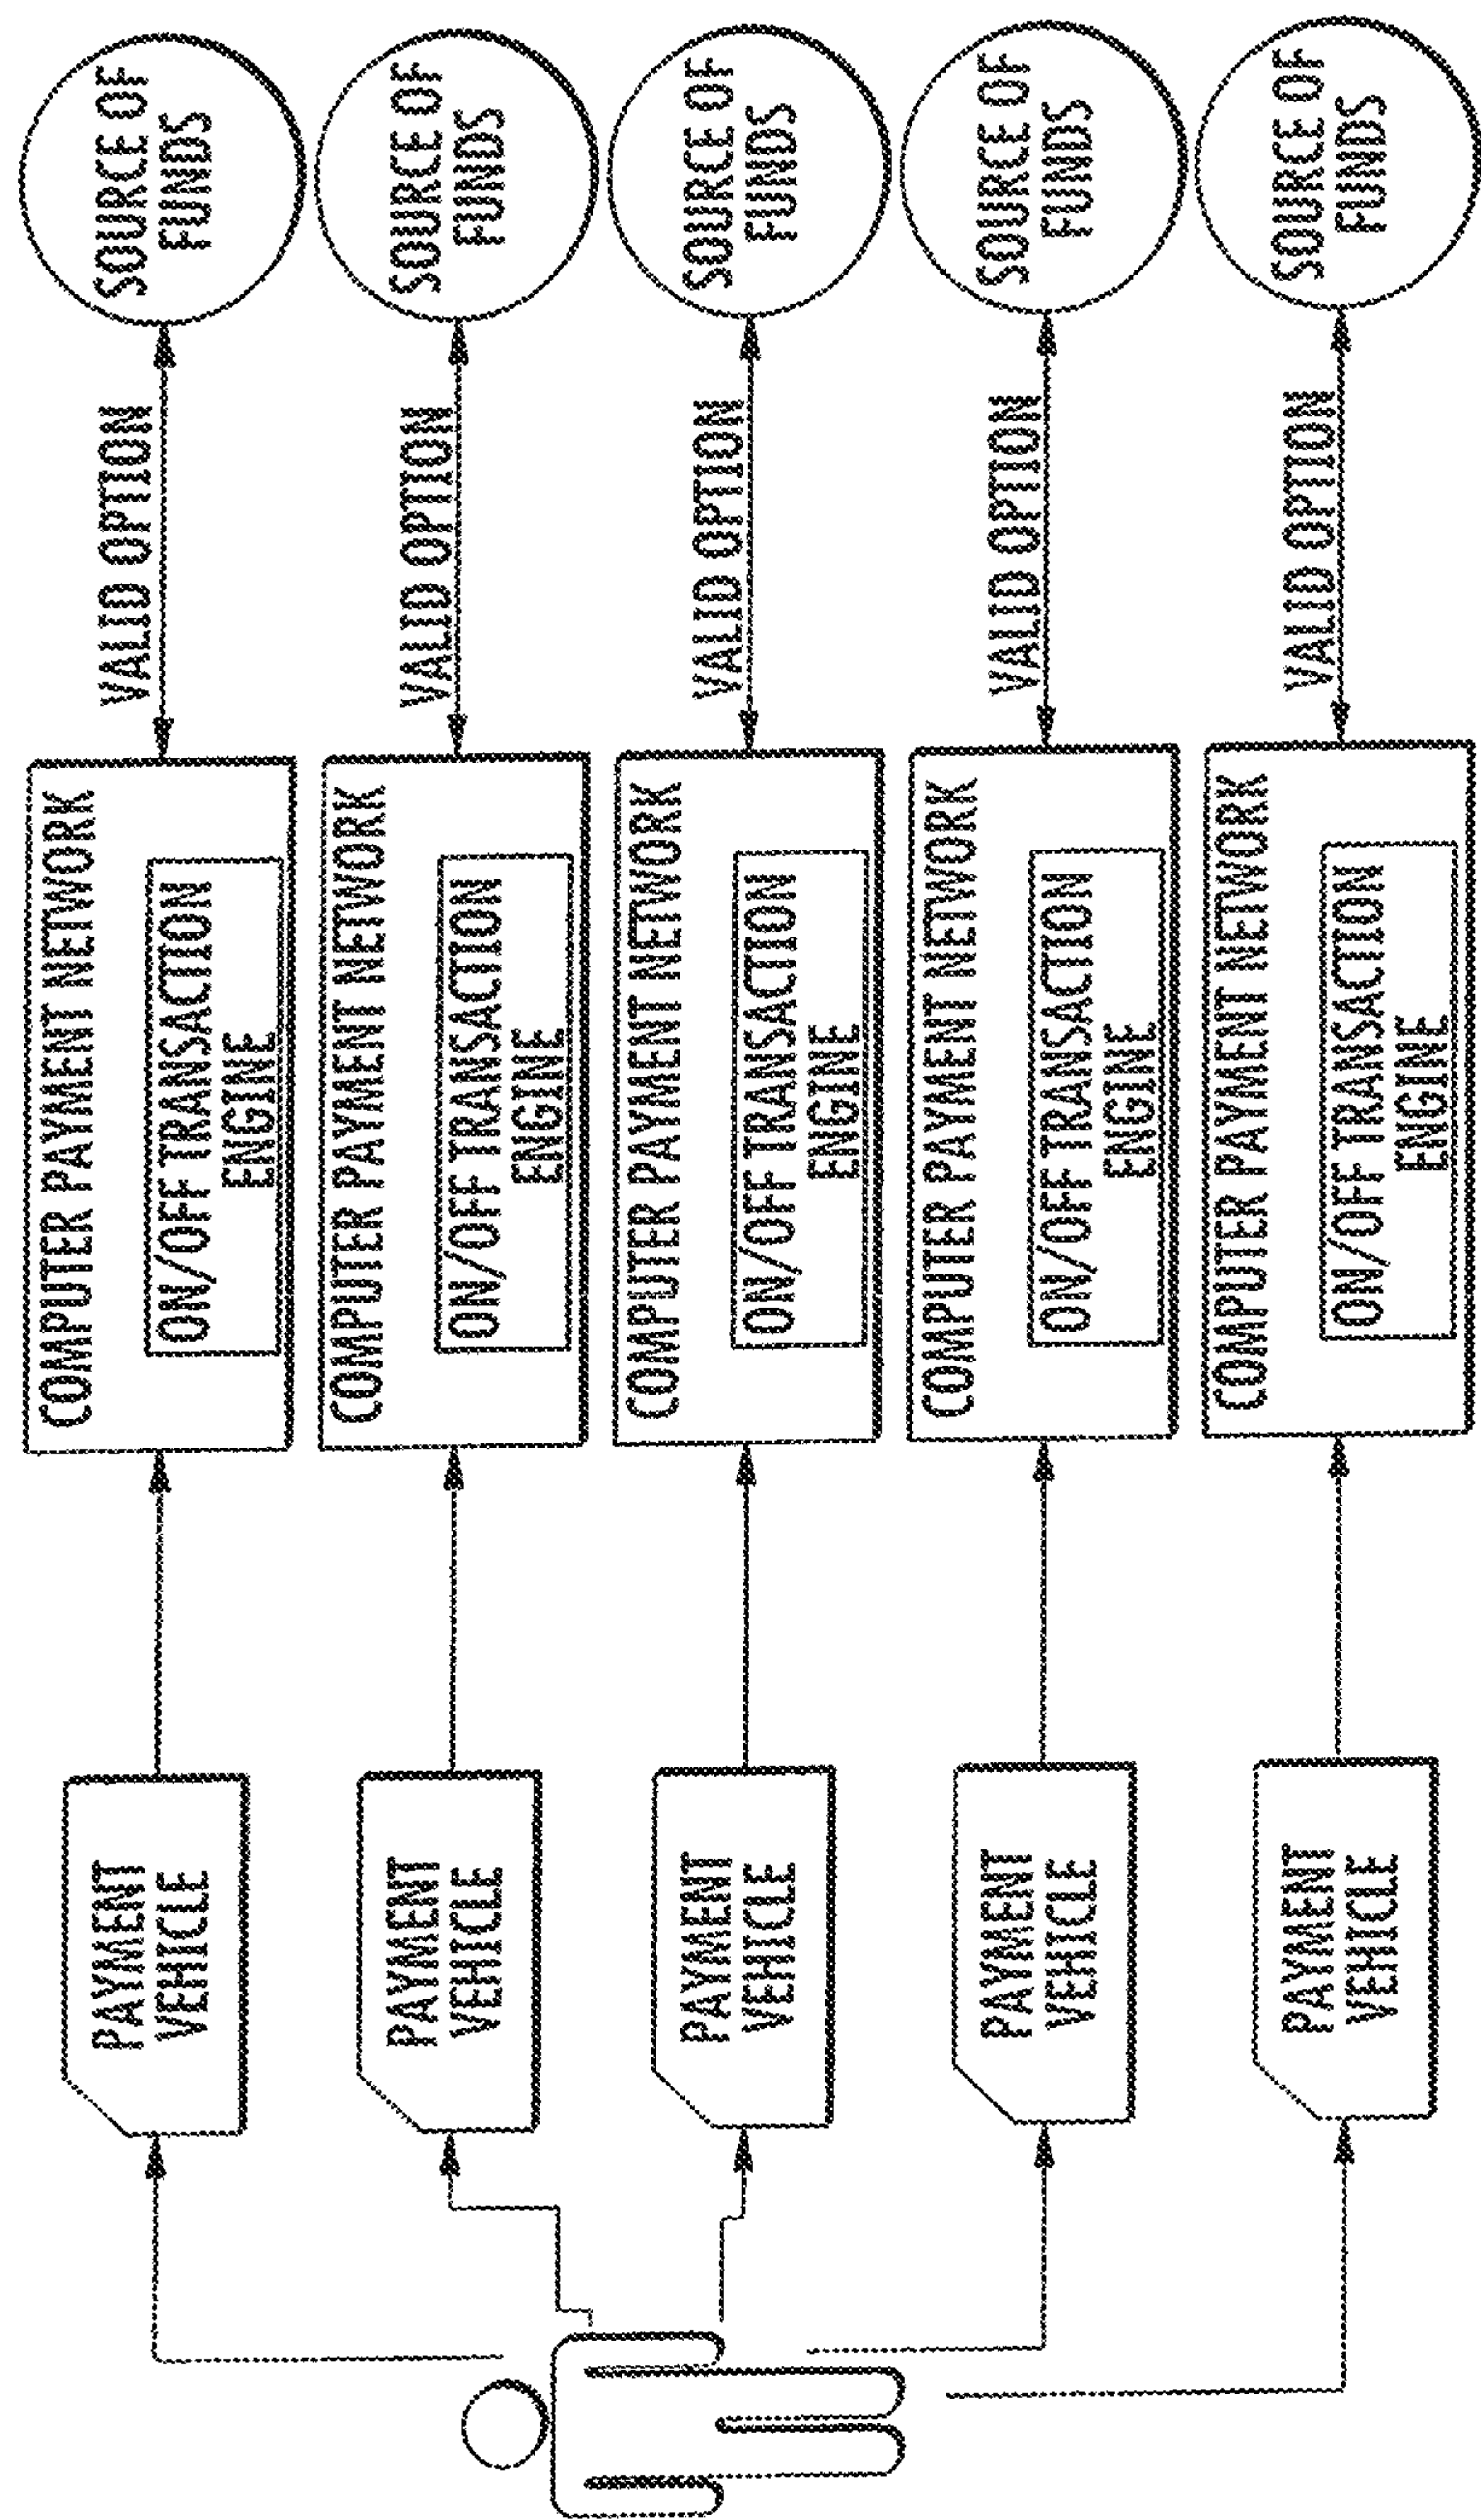 PAYMENT
VEHICLE
COMPUTER PAYMENT NETWORK
ON/OFF TRANSACTION
ENGINE
VALID OPTION
SOURCE OF
FUNDS
PAYMENT
VEHICLE
COMPUTER PAYMENT NETWORK
ON/OFF TRANSACTION
ENGINE
VALID OPTION
SOURCE OF
FUNDS
PAYMENT
VEHICLE
COMPUTER PAYMENT NETWORK
ON/OFF TRANSACTION
ENGINE
VALID OPTION
SOURCE OF
FUNDS
PAYMENT
VEHICLE
COMPUTER PAYMENT NETWORK
ON/OFF TRANSACTION
ENGINE
VALID OPTION
SOURCE OF
FUNDS
PAYMENT
VEHICLE
COMPUTER PAYMENT NETWORK
ON/OFF TRANSACTION
ENGINE
VALID OPTION
SOURCE OF
FUNDS